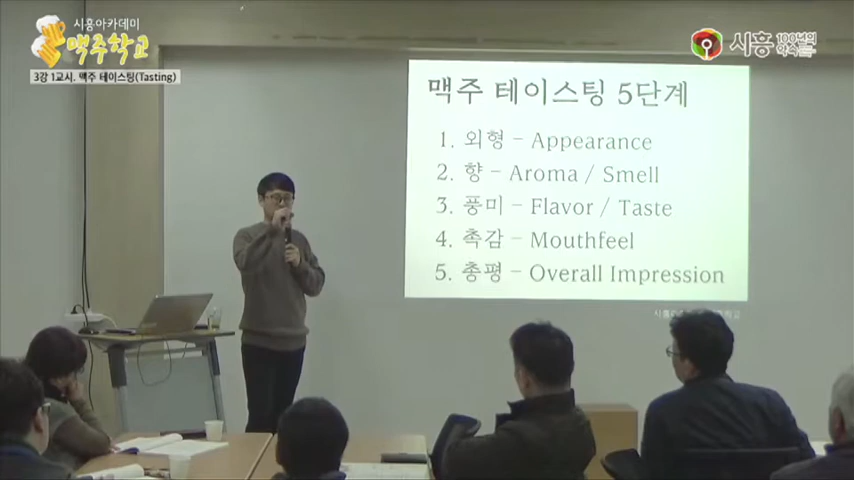 시흥아카데미
맥주학교
3강 1교시. 맥주 테이스팅(Tasting)
시흥 100년의
약속
맥주 테이스팅 5단계
1. 외형 - Appearance
2. 향 - Aroma / Smell
3. 풍미 - Flavor / Taste
4. 촉감 - Mouthfeel
5. 총평 - Overall Impression